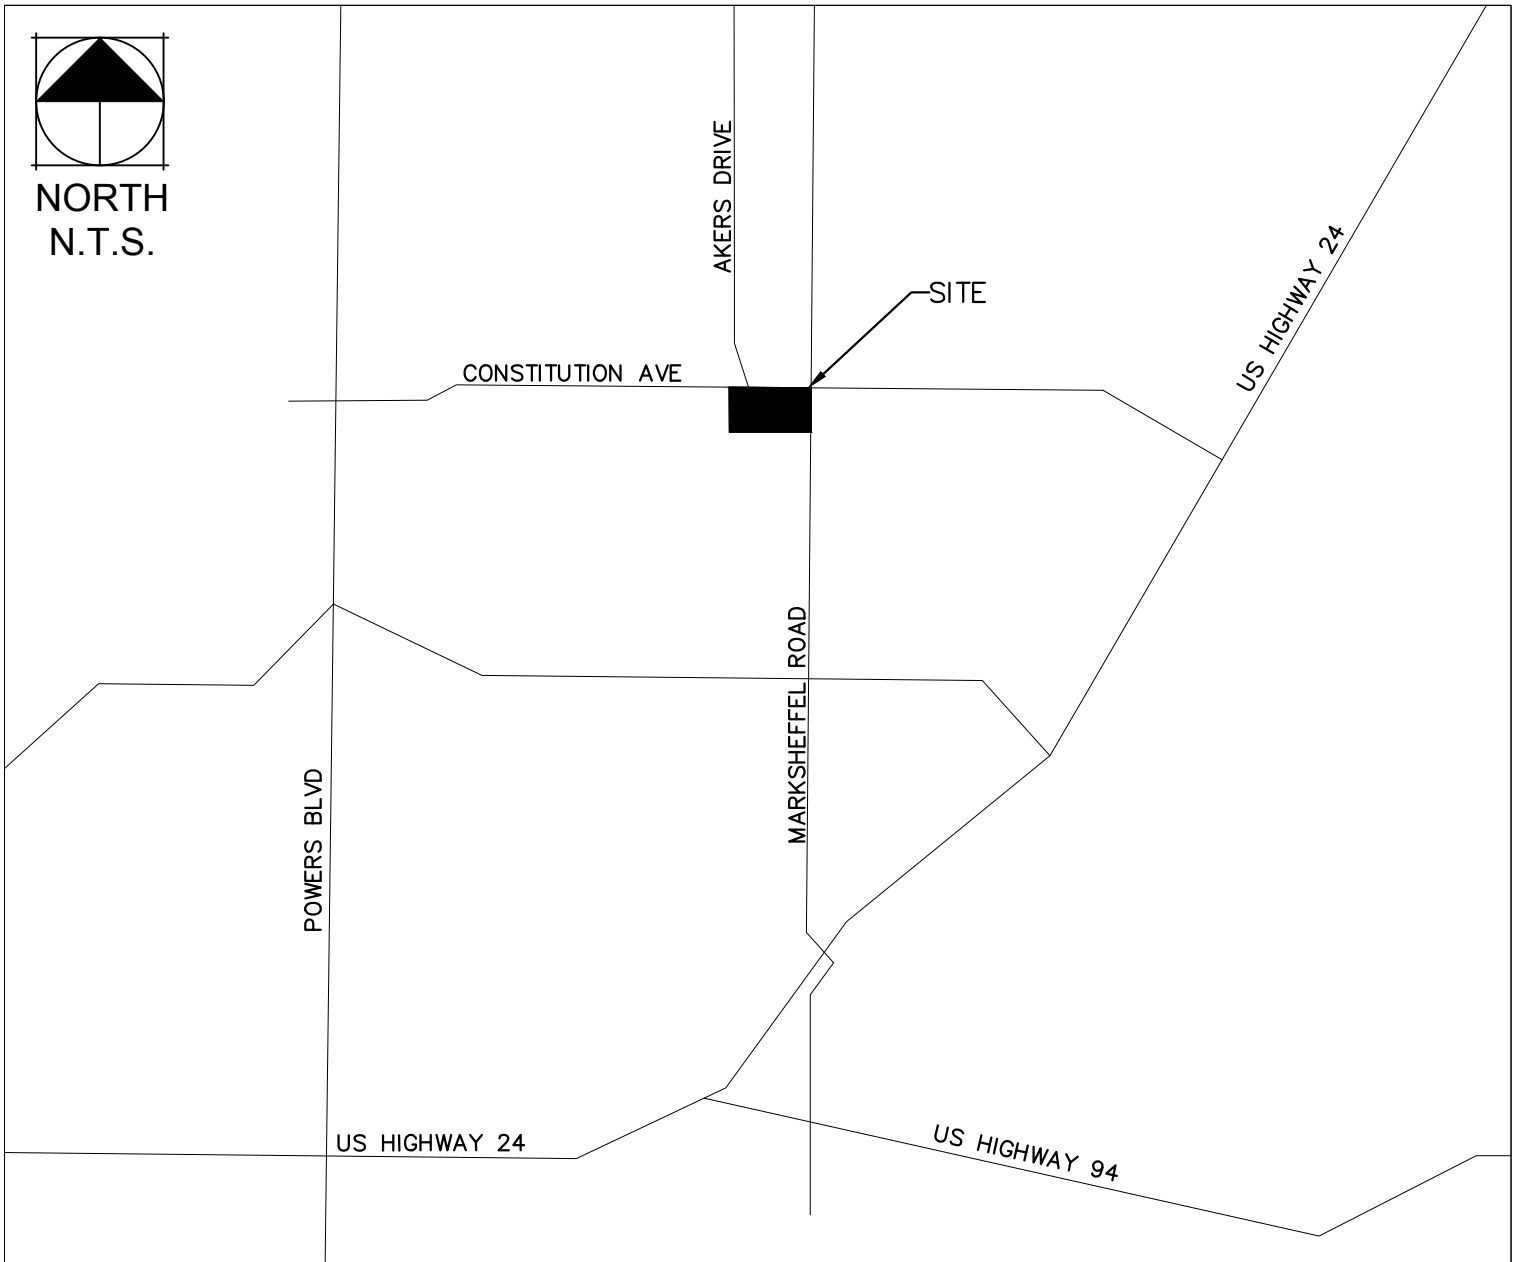 NORTH
N.T.S.
AKERS DRIVE
SITE
US HIGHWAY 24
CONSTITUTION AVE
MARKSHEFFEL ROAD
POWERS BLVD
US HIGHWAY 24
US HIGHWAY 94